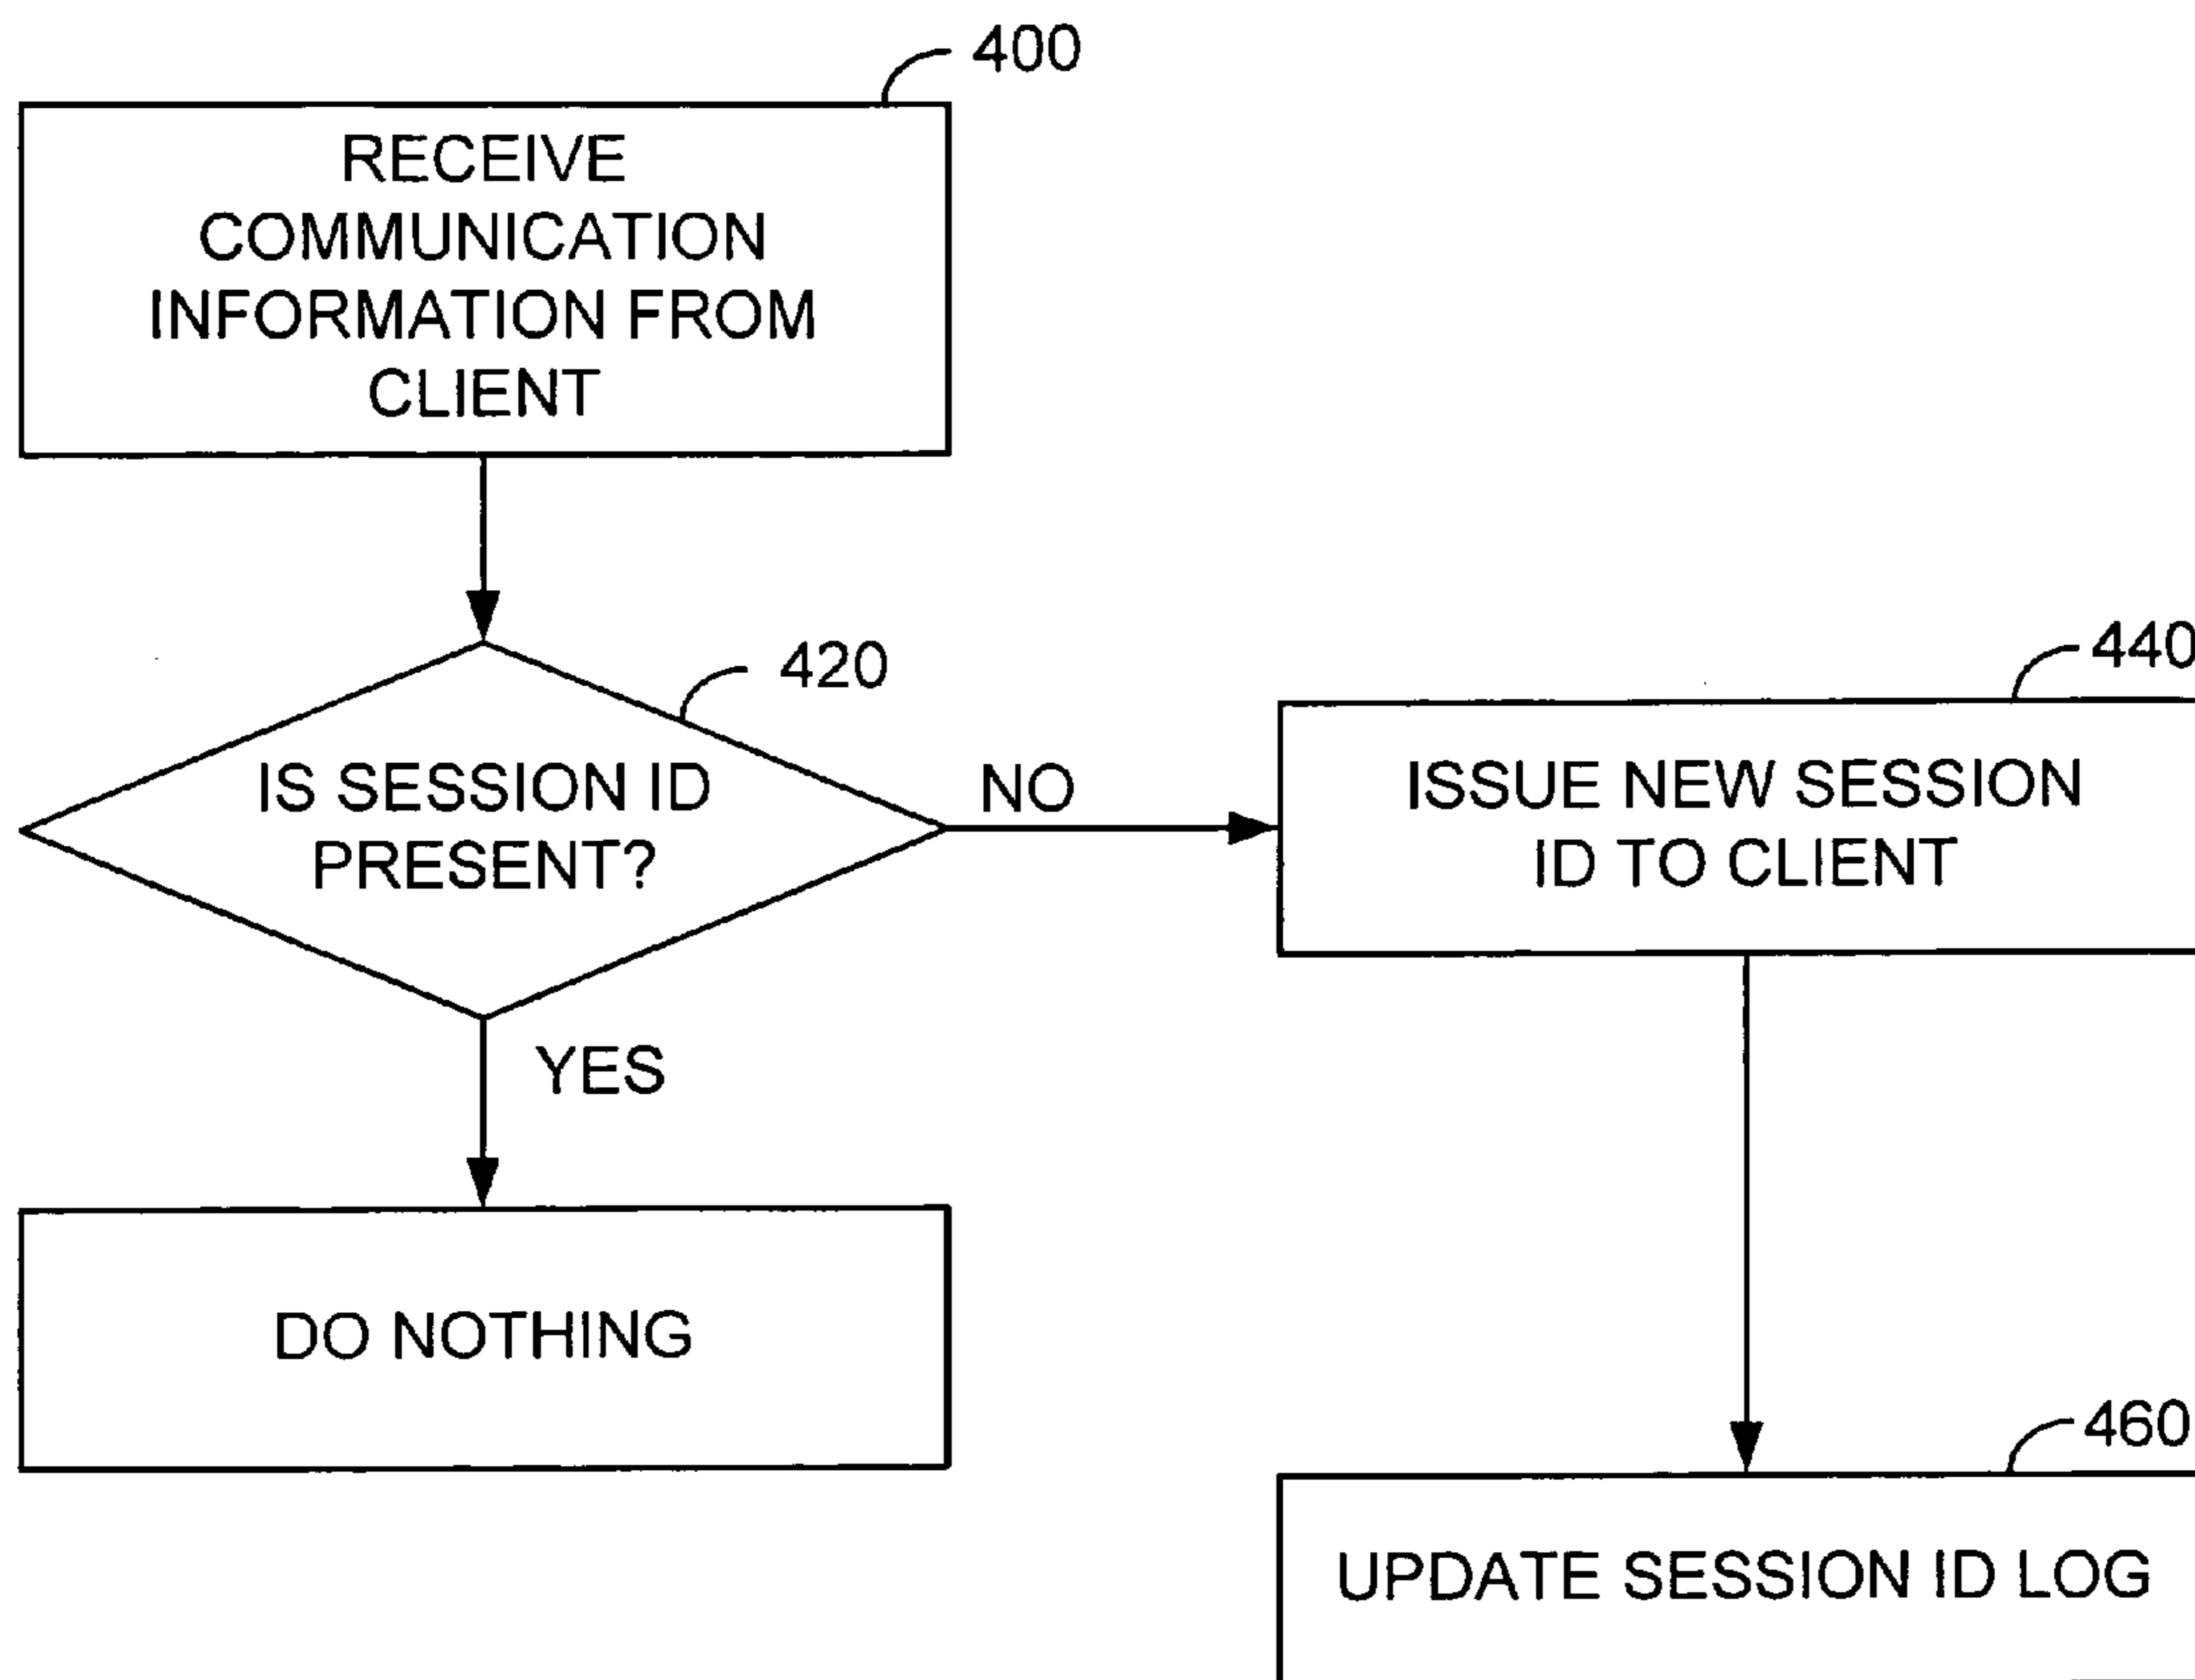 400
RECEIVE
COMMUNICATION
INFORMATION FROM
CLIENT
420
IS SESSION ID
PRESENT?
NO
440
ISSUE NEW SESSION
ID TO CLIENT
YES
DO NOTHING
460
UPDATE SESSION ID LOG